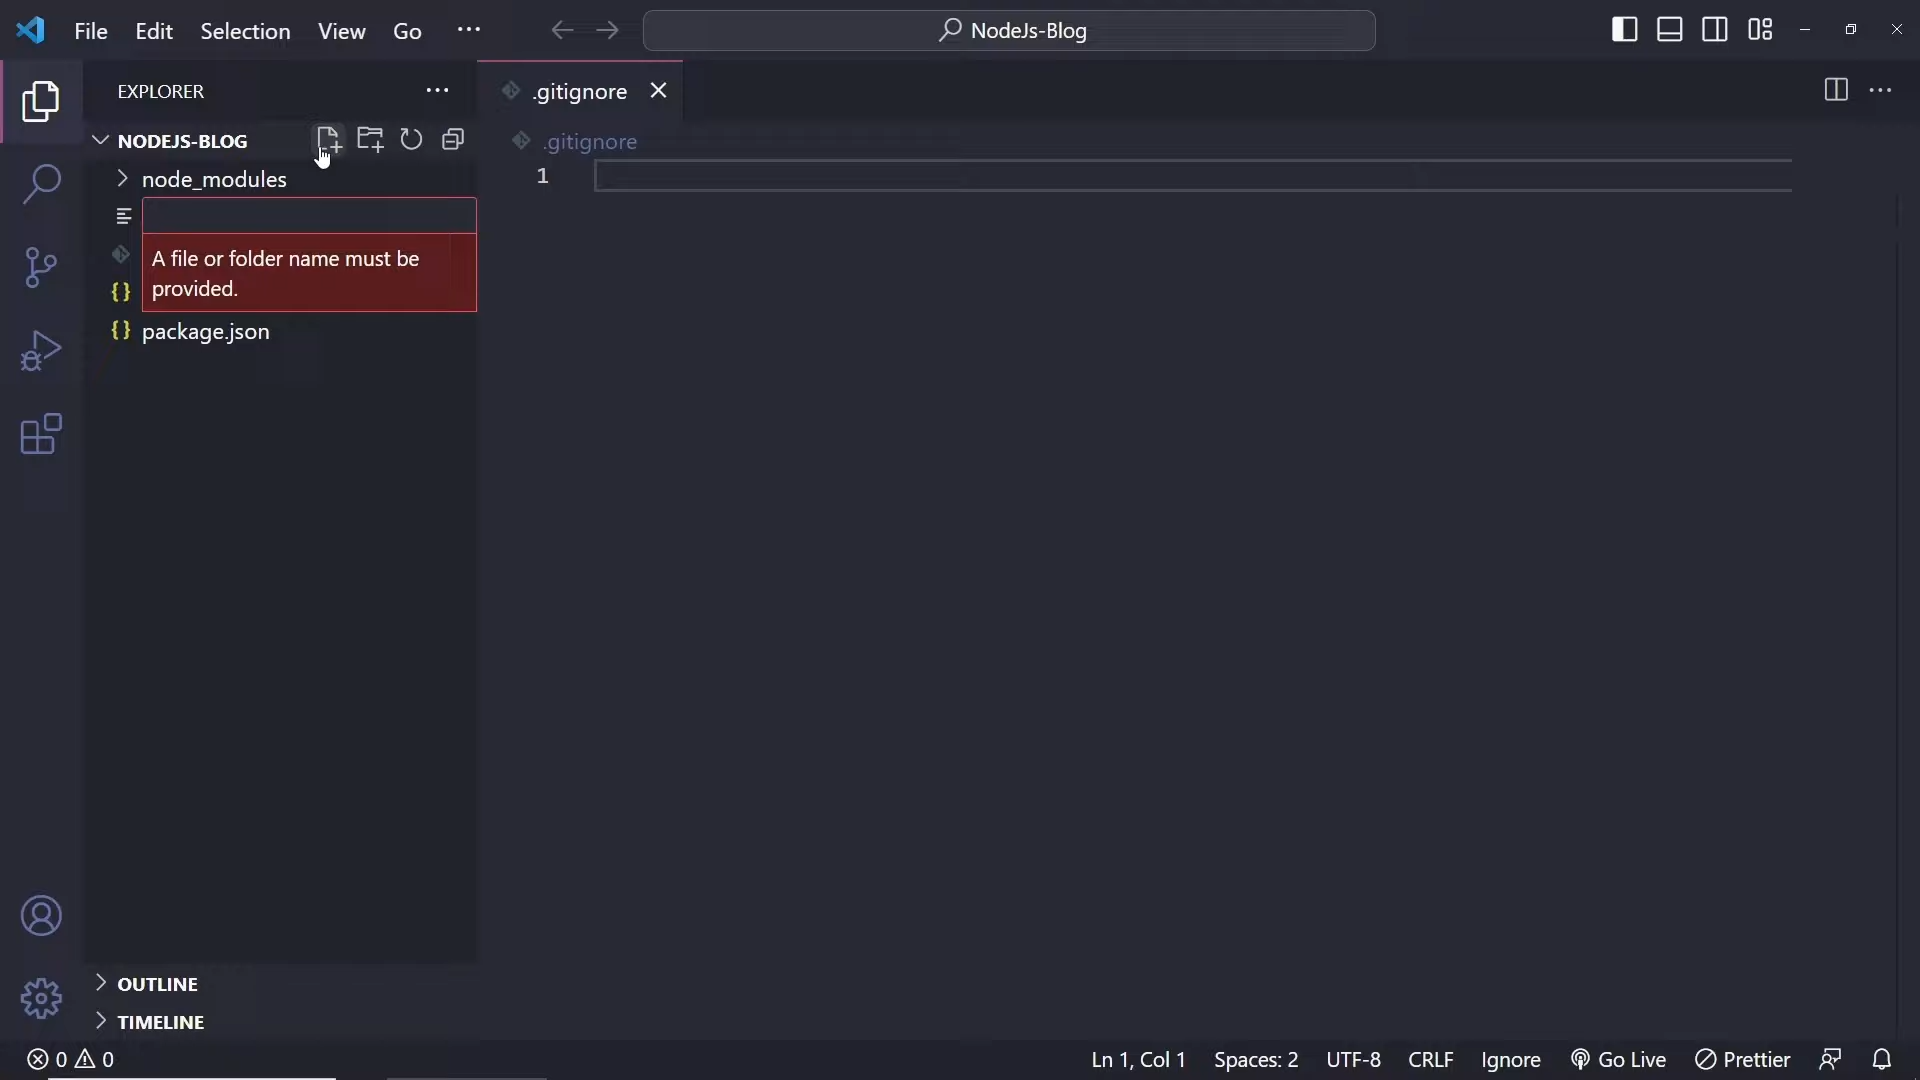 File Edit Selection View Go ··· NodeJs-Blog
EXPLORER ··· .gitignore
NODEJS-BLOG .gitignore
node_modules 1
A file or folder name must be
provided.
{} package.json
OUTLINE
TIMELINE
0 0 Ln 1, Col 1 Spaces: 2 UTF-8 CRLF Ignore Go Live Prettier